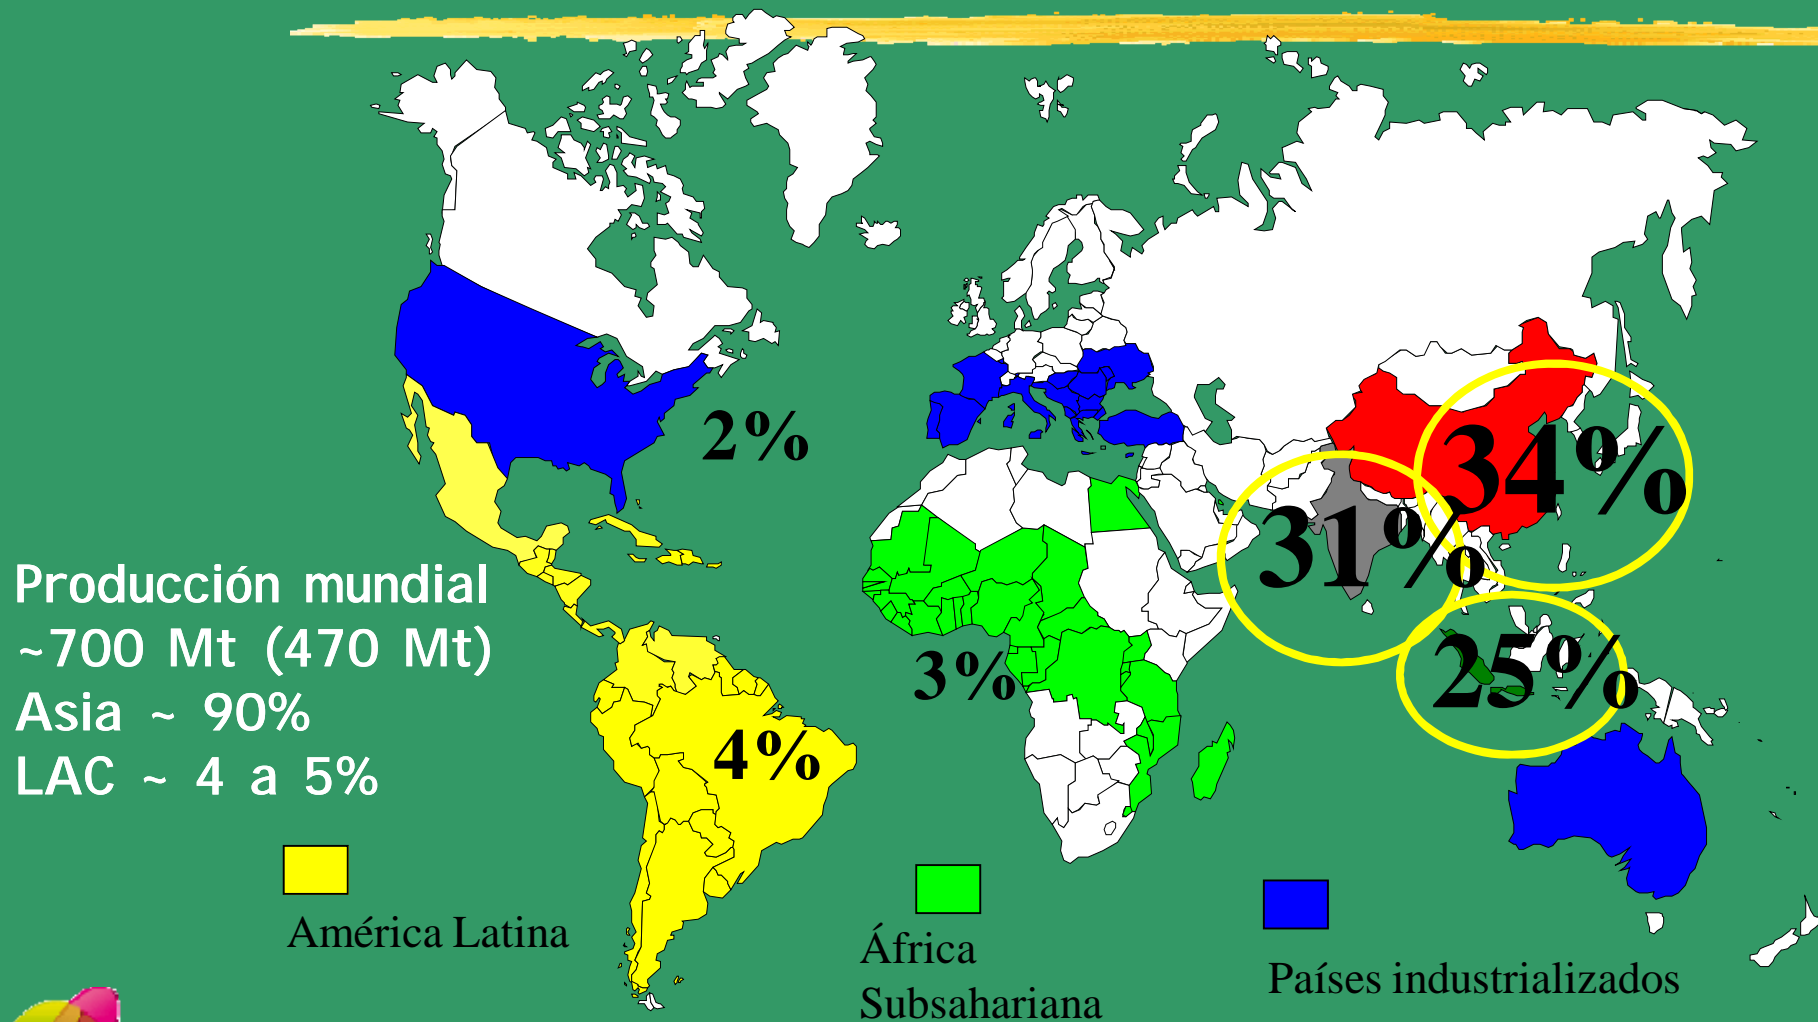 2%
34%
31%
Producción mundial
~700 Mt (470 Mt)
Asia ~ 90%
LAC ~ 4 a 5%
3%
25%
4%
América Latina
África
Subsahariana
Países industrializados